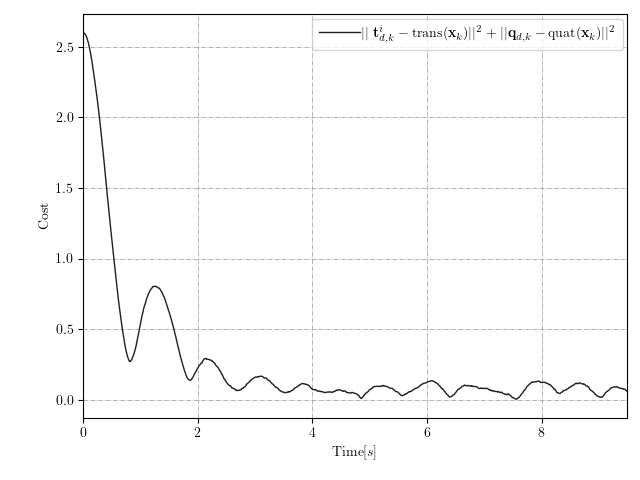 || t^i_{d,k} − trans(x_k)||^2 + ||q_{d,k} − quat(x_k)||^2
2.5
2.0
1.5
1.0
0.5
0.0
Cost
0 2 4 6 8
Time[s]